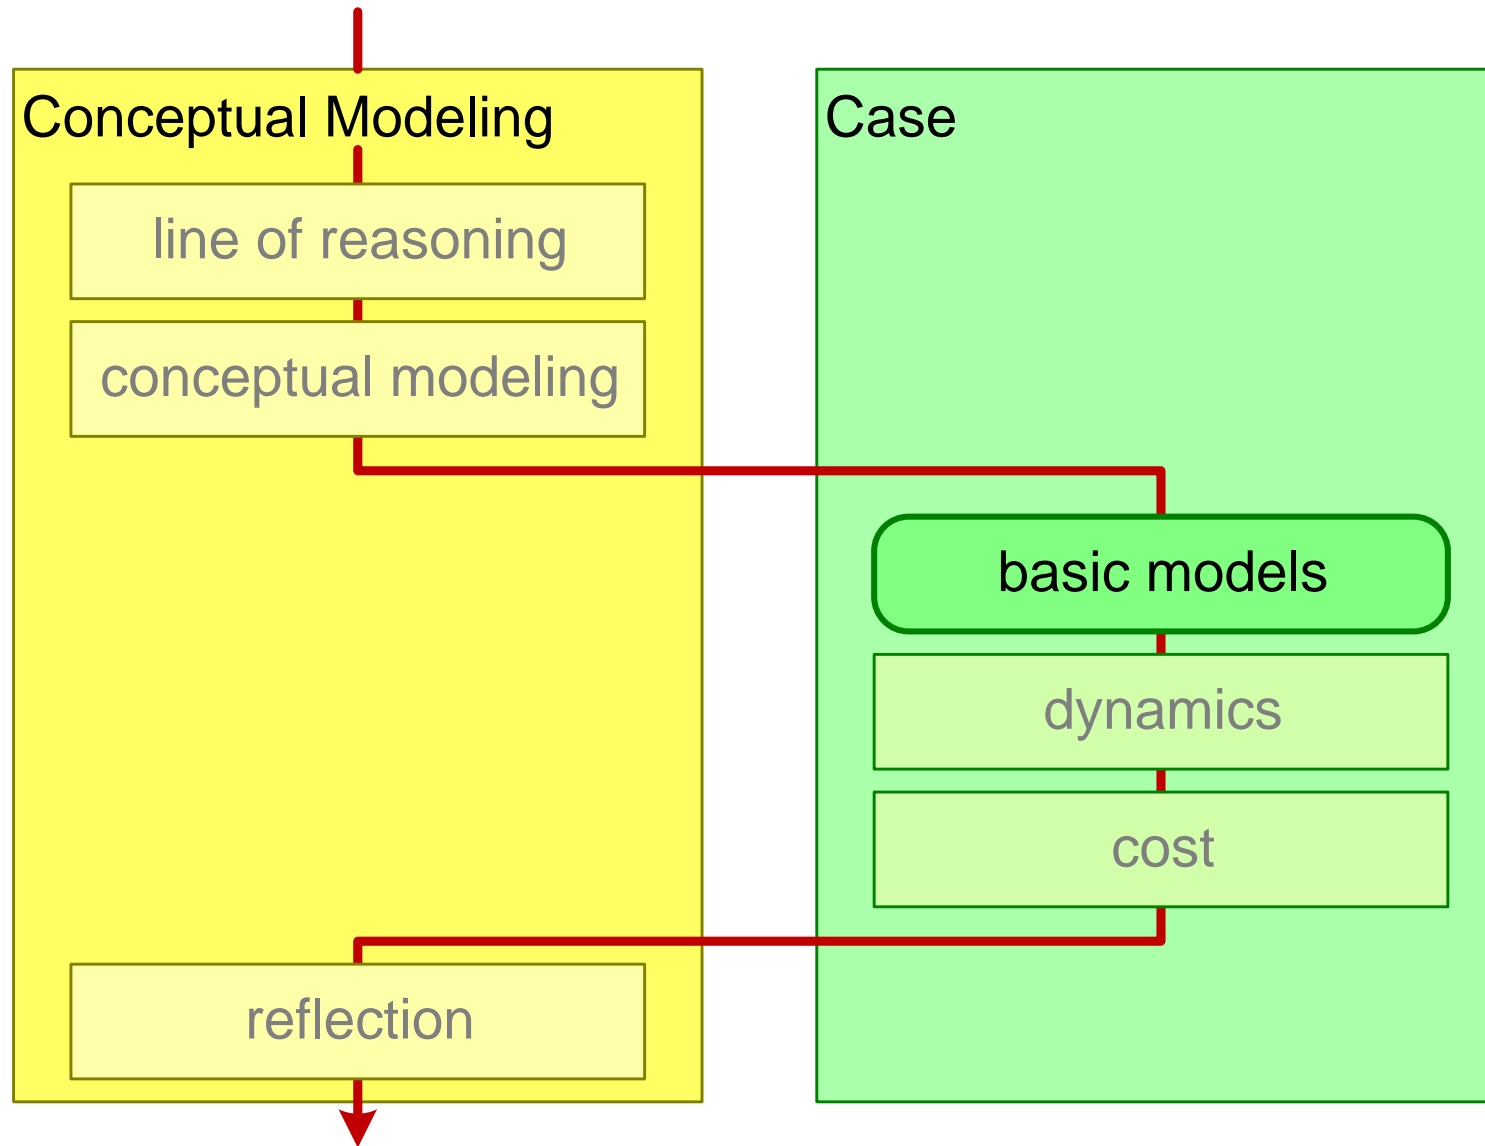 Conceptual Modeling
line of reasoning
conceptual modeling
Case
basic models
dynamics
cost
reflection